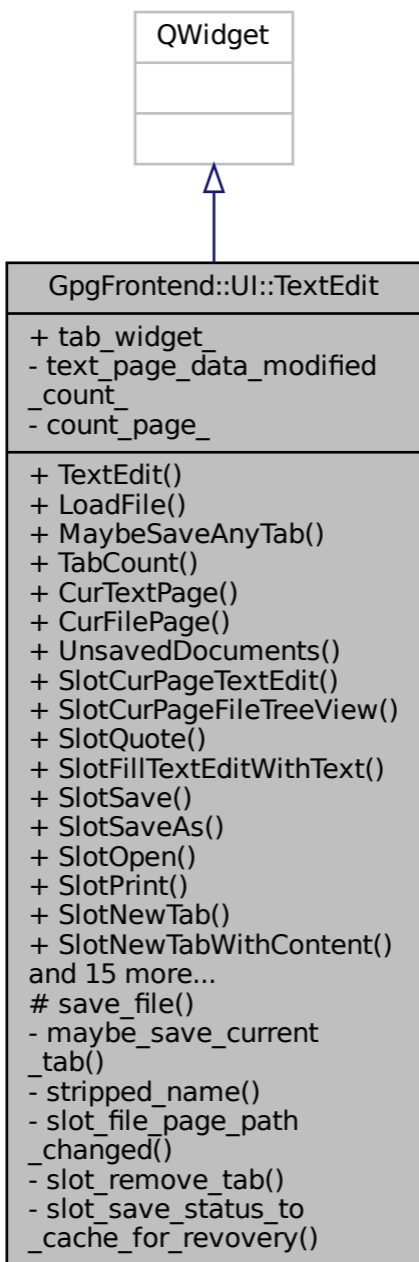 QWidget
GpgFrontend::UI::TextEdit
+ tab_widget_
- text_page_data_modified
_count_
- count_page_
+ TextEdit()
+ LoadFile()
+ MaybeSaveAnyTab()
+ TabCount()
+ CurTextPage()
+ CurFilePage()
+ UnsavedDocuments()
+ SlotCurPageTextEdit()
+ SlotCurPageFileTreeView()
+ SlotQuote()
+ SlotFillTextEditWithText()
+ SlotSave()
+ SlotSaveAs()
+ SlotOpen()
+ SlotPrint()
+ SlotNewTab()
+ SlotNewTabWithContent()
and 15 more...
# save_file()
- maybe_save_current
_tab()
- stripped_name()
- slot_file_page_path
_changed()
- slot_remove_tab()
- slot_save_status_to
_cache_for_revovery()